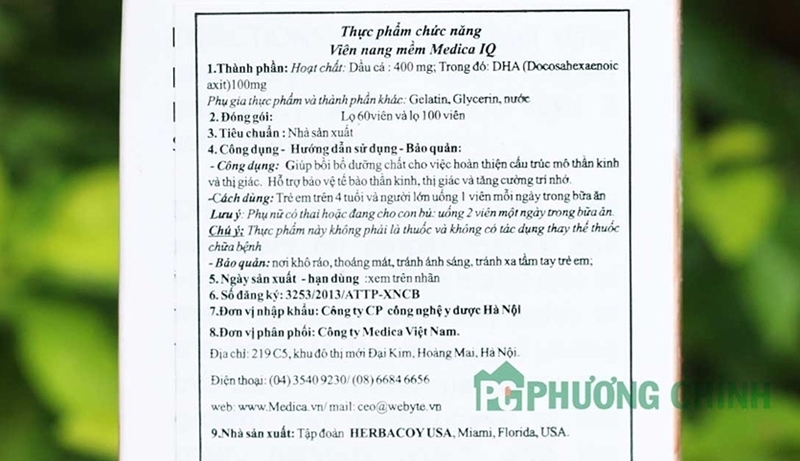 Thực phẩm chức năng
Viên nang mềm Medica IQ
1.Thành phần: Hoạt chất: Dầu cá : 400 mg; Trong đó: DHA (Docosahexaenoic
axit)100mg
Phụ gia thực phẩm và thành phần khác: Gelatin, Glycerin, nước
2. Đóng gói: Lọ 60viên và lọ 100 viên
3. Tiêu chuẩn : Nhà sản xuất
4. Công dụng - Hướng dẫn sử dụng - Bảo quản:
- Công dụng: Giúp bồi bổ dưỡng chất cho việc hoàn thiện cấu trúc mô thần kinh
và thị giác. Hỗ trợ bảo vệ tế bào thần kinh, thị giác và tăng cường trí nhớ.
-Cách dùng: Trẻ em trên 4 tuổi và người lớn uống 1 viên mỗi ngày trong bữa ăn
Lưu ý: Phụ nữ có thai hoặc đang cho con bú: uống 2 viên một ngày trong bữa ăn.
Chú ý: Thực phẩm này không phải là thuốc và không có tác dụng thay thế thuốc
chữa bệnh
- Bảo quản: nơi khô ráo, thoáng mát, tránh ánh sáng, tránh xa tầm tay trẻ em;
5. Ngày sản xuất - hạn dùng :xem trên nhãn
6. Số đăng ký: 3253/2013/ATTP-XNCB
7.Đơn vị nhập khẩu: Công ty CP công nghệ y dược Hà Nội
8.Đơn vị phân phối: Công ty Medica Việt Nam.
Địa chỉ: 219 C5, khu đô thị mới Đại Kim, Hoàng Mai, Hà Nội.
Điện thoại: (04) 3540 9230/ (08) 6684 6656
PC PHƯƠNG CHINH
web: www.Medica.vn/ mail: ceo@webyte.vn
9.Nhà sản xuất: Tập đoàn HERBACOY USA, Miami, Florida, USA.